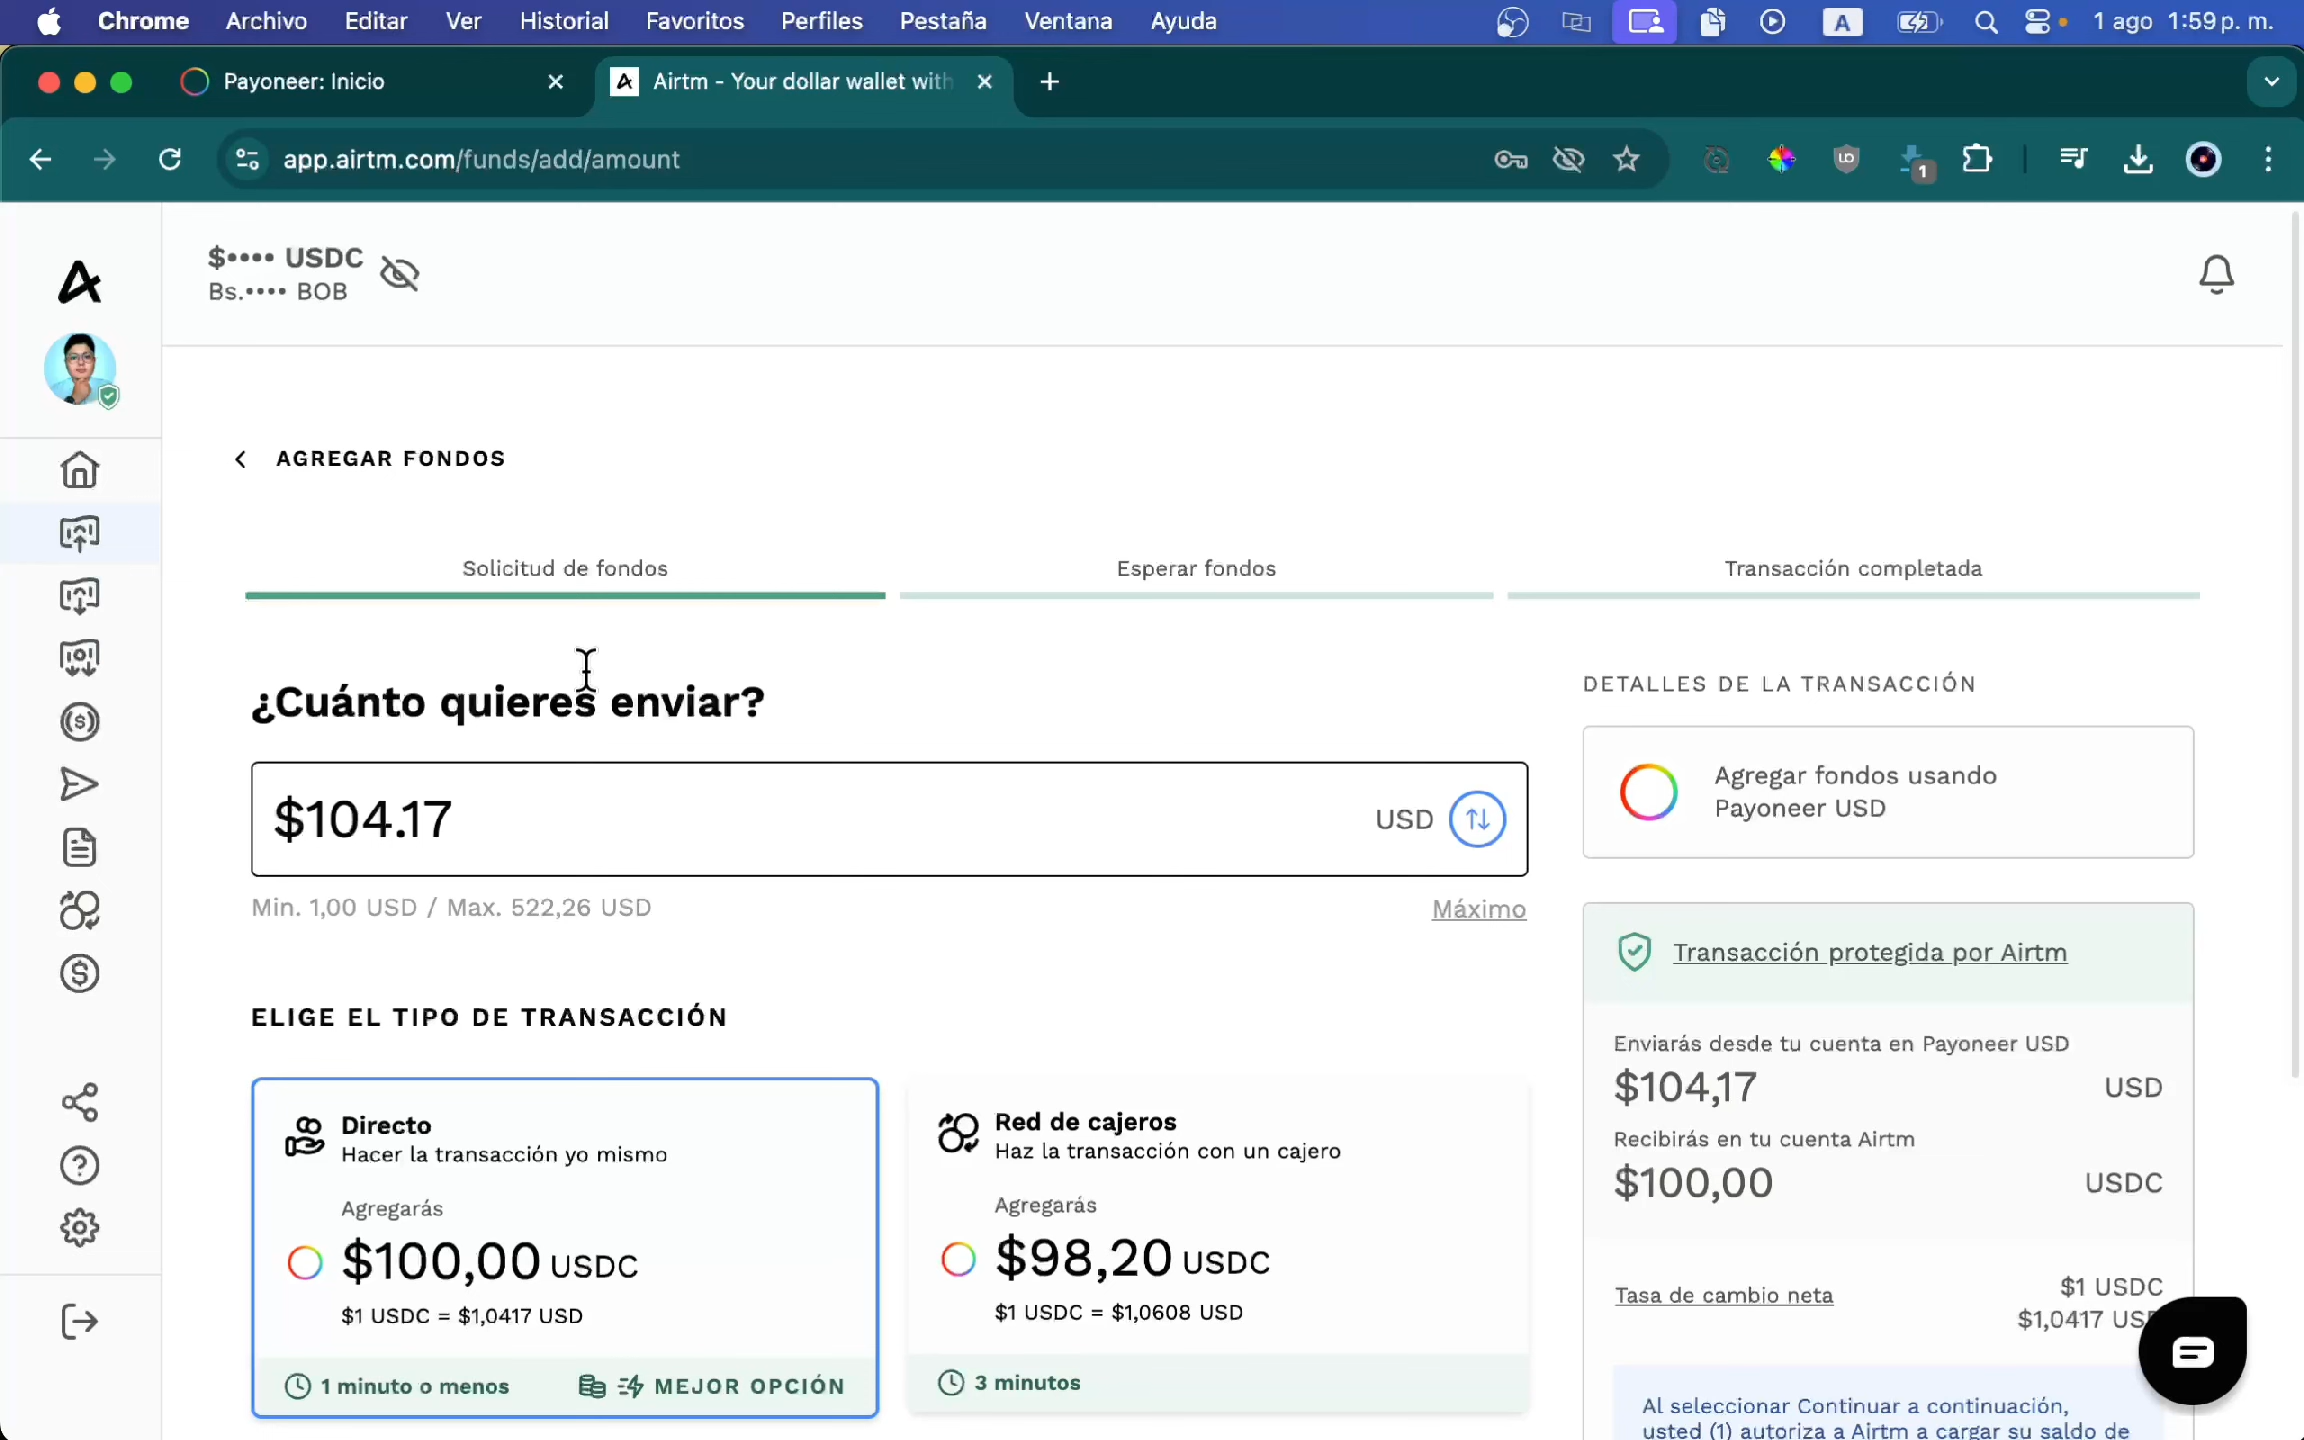 Chrome Archivo Editar Ver Historial Favoritos Perfiles Pestaña Ventana Ayuda A 1 ago 1:59 p. m.
Payoneer: Inicio Airtm - Your dollar wallet with
app.airtm.com/funds/add/amount 1
$•••• USDC
Bs.•••• BOB
AGREGAR FONDOS
Solicitud de fondos Esperar fondos Transacción completada
¿Cuánto quieres enviar?
$104.17 USD
Min. 1,00 USD / Max. 522,26 USD Máximo
ELIGE EL TIPO DE TRANSACCIÓN
Directo
Hacer la transacción yo mismo
Agregarás
$100,00 USDC
$1 USDC = $1,0417 USD
1 minuto o menos MEJOR OPCIÓN
Red de cajeros
Haz la transacción con un cajero
Agregarás
$98,20 USDC
$1 USDC = $1,0608 USD
3 minutos
DETALLES DE LA TRANSACCIÓN
Agregar fondos usando
Payoneer USD
Transacción protegida por Airtm
Enviarás desde tu cuenta en Payoneer USD
$104,17 USD
Recibirás en tu cuenta Airtm
$100,00 USDC
Tasa de cambio neta $1 USDC
$1,0417
Al seleccionar Continuar a continuación,
usted (1) autoriza a Airtm a cargar su saldo de